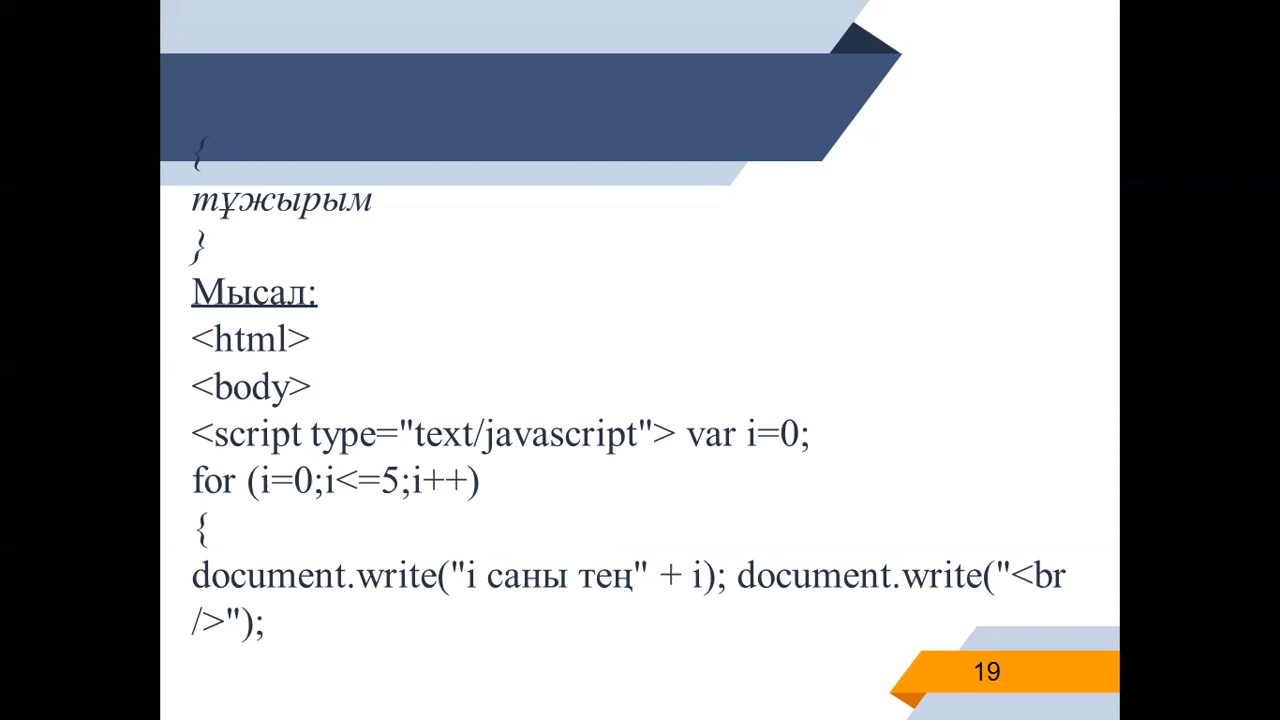 {
тұжырым
}
Мысал:
<html>
<body>
<script type="text/javascript"> var i=0;
for (i=0;i<=5;i++)
{
document.write("i саны тең" + i); document.write("<br
/>");
19